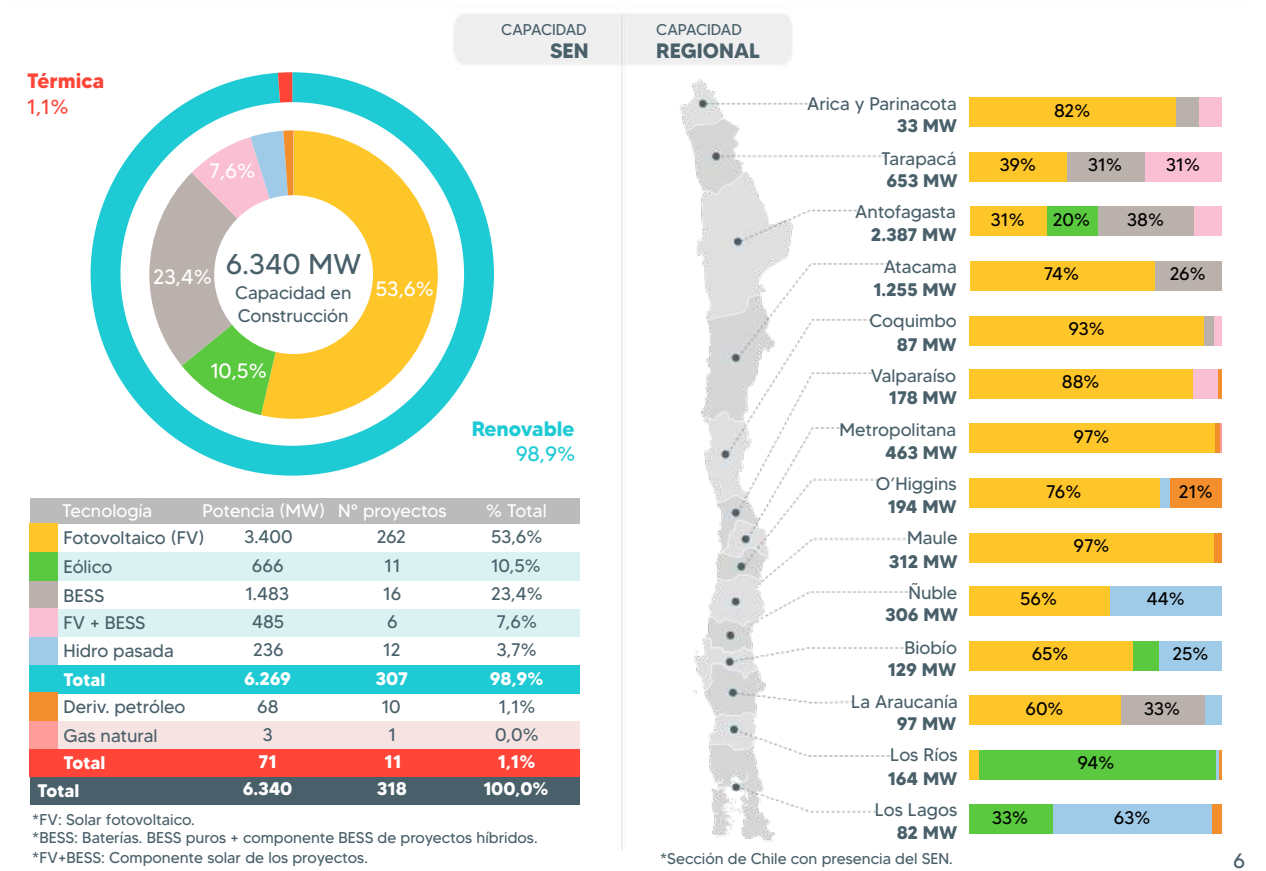 CAPACIDAD
SEN
CAPACIDAD
REGIONAL
Térmica
1,1%
7,6%
23,4%
53,6%
10,5%
6.340 MW
Capacidad en
Construcción
Renovable
98,9%
Tecnología Potencia (MW) N° proyectos % Total
Fotovoltaico (FV) 3.400 262 53,6%
Eólico 666 11 10,5%
BESS 1.483 16 23,4%
FV + BESS 485 6 7,6%
Hidro pasada 236 12 3,7%
Total 6.269 307 98,9%
Deriv. petróleo 68 10 1,1%
Gas natural 3 1 0,0%
Total 71 11 1,1%
Total 6.340 318 100,0%
*FV: Solar fotovoltaico.
*BESS: Baterías. BESS puros + componente BESS de proyectos híbridos.
*FV+BESS: Componente solar de los proyectos.
Arica y Parinacota
33 MW
82%
Tarapacá
653 MW
39% 31% 31%
Antofagasta
2.387 MW
31% 20% 38%
Atacama
1.255 MW
74% 26%
Coquimbo
87 MW
93%
Valparaíso
178 MW
88%
Metropolitana
463 MW
97%
O'Higgins
194 MW
76% 21%
Maule
312 MW
97%
Ñuble
306 MW
56% 44%
Biobío
129 MW
65% 25%
La Araucanía
97 MW
60% 33%
Los Ríos
164 MW
94%
Los Lagos
82 MW
33% 63%
*Sección de Chile con presencia del SEN.
6